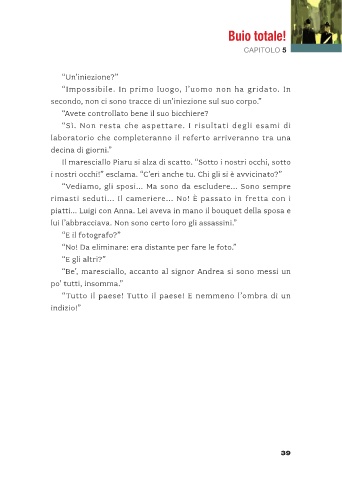 Buio totale!
CAPITOLO 5
“Un’iniezione?”
“Impossibile. In primo luogo, l’uomo non ha gridato. In
secondo, non ci sono tracce di un’iniezione sul suo corpo.”
“Avete controllato bene il suo bicchiere?
“Sì. Non resta che aspettare. I risultati degli esami di
laboratorio che completeranno il referto arriveranno tra una
decina di giorni.”
Il maresciallo Piaru si alza di scatto. “Sotto i nostri occhi, sotto
i nostri occhi!” esclama. “C’eri anche tu. Chi gli si è avvicinato?”
“Vediamo, gli sposi... Ma sono da escludere... Sono sempre
rimasti seduti... Il cameriere... No! È passato in fretta con i
piatti... Luigi con Anna. Lei aveva in mano il bouquet della sposa e
lui l’abbracciava. Non sono certo loro gli assassini.”
“E il fotografo?”
“No! Da eliminare: era distante per fare le foto.”
“E gli altri?”
“Be’, maresciallo, accanto al signor Andrea si sono messi un
po’ tutti, insomma.”
“Tutto il paese! Tutto il paese! E nemmeno l’ombra di un
indizio!”
39